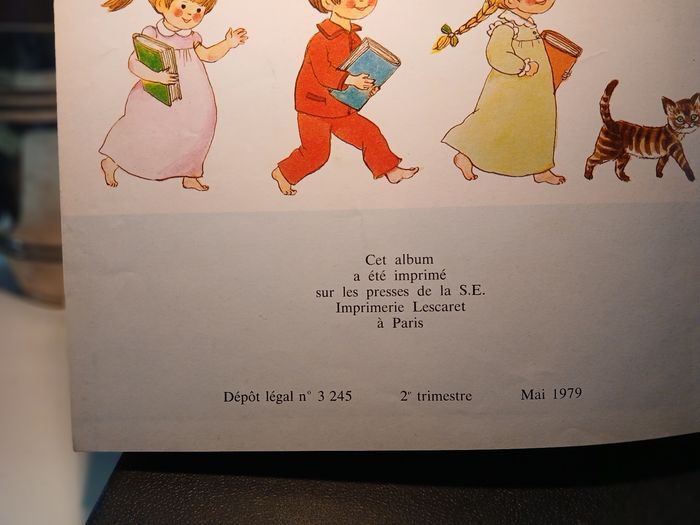 Cet album
a été imprimé
sur les presses de la S.E.
Imprimerie Lescaret
à Paris
Dépôt légal n° 3 245 2e trimestre Mai 1979